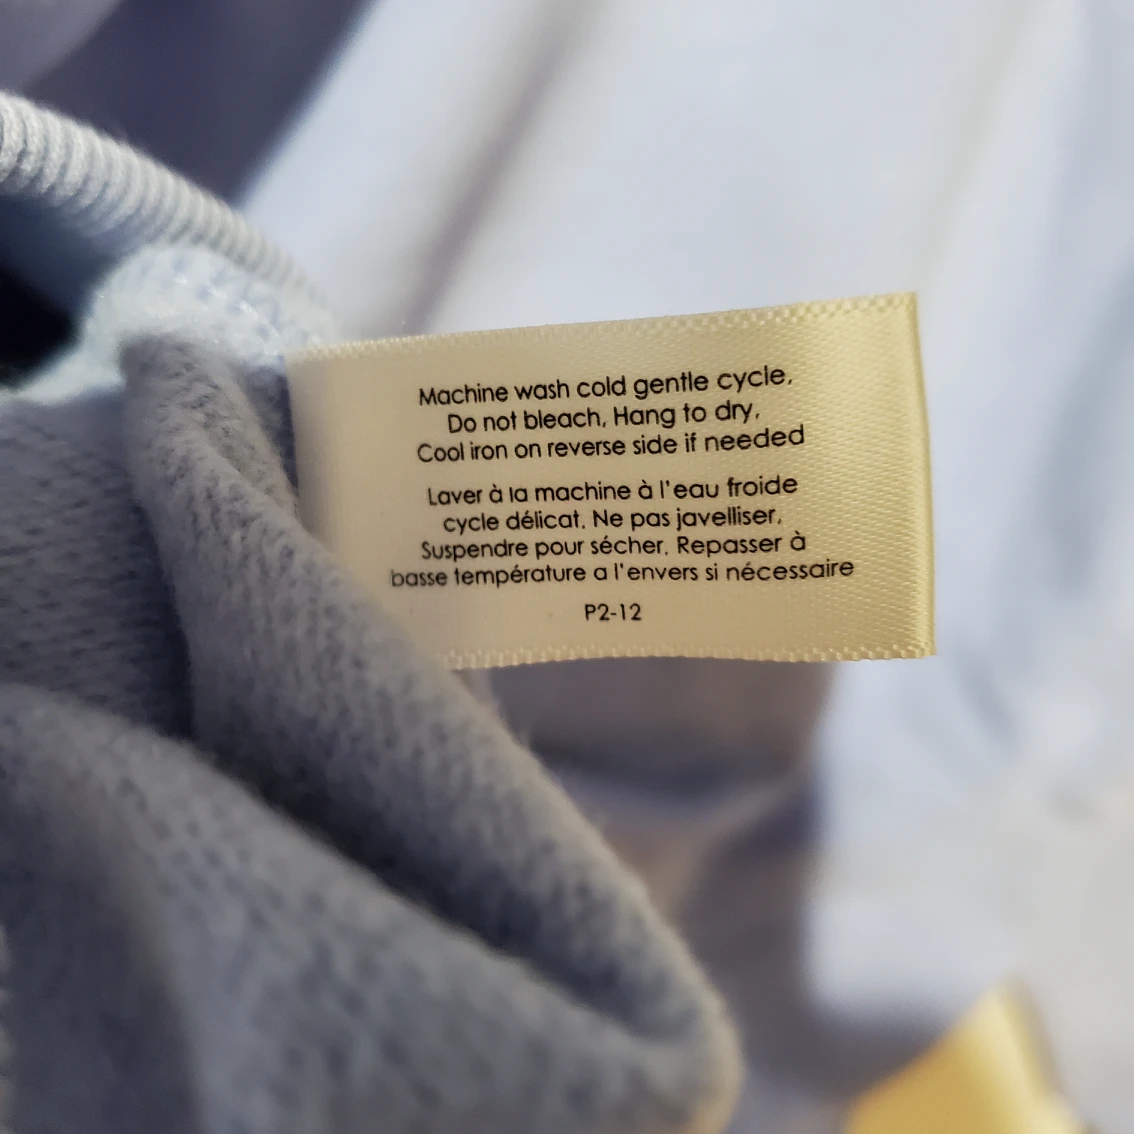 Machine wash cold gentle cycle.
Do not bleach. Hang to dry.
Cool iron on reverse side if needed
Laver à la machine à l'eau froide
cycle délicat. Ne pas javelliser.
Suspendre pour sécher. Repasser à
basse température a l'envers si nécessaire
P2-12